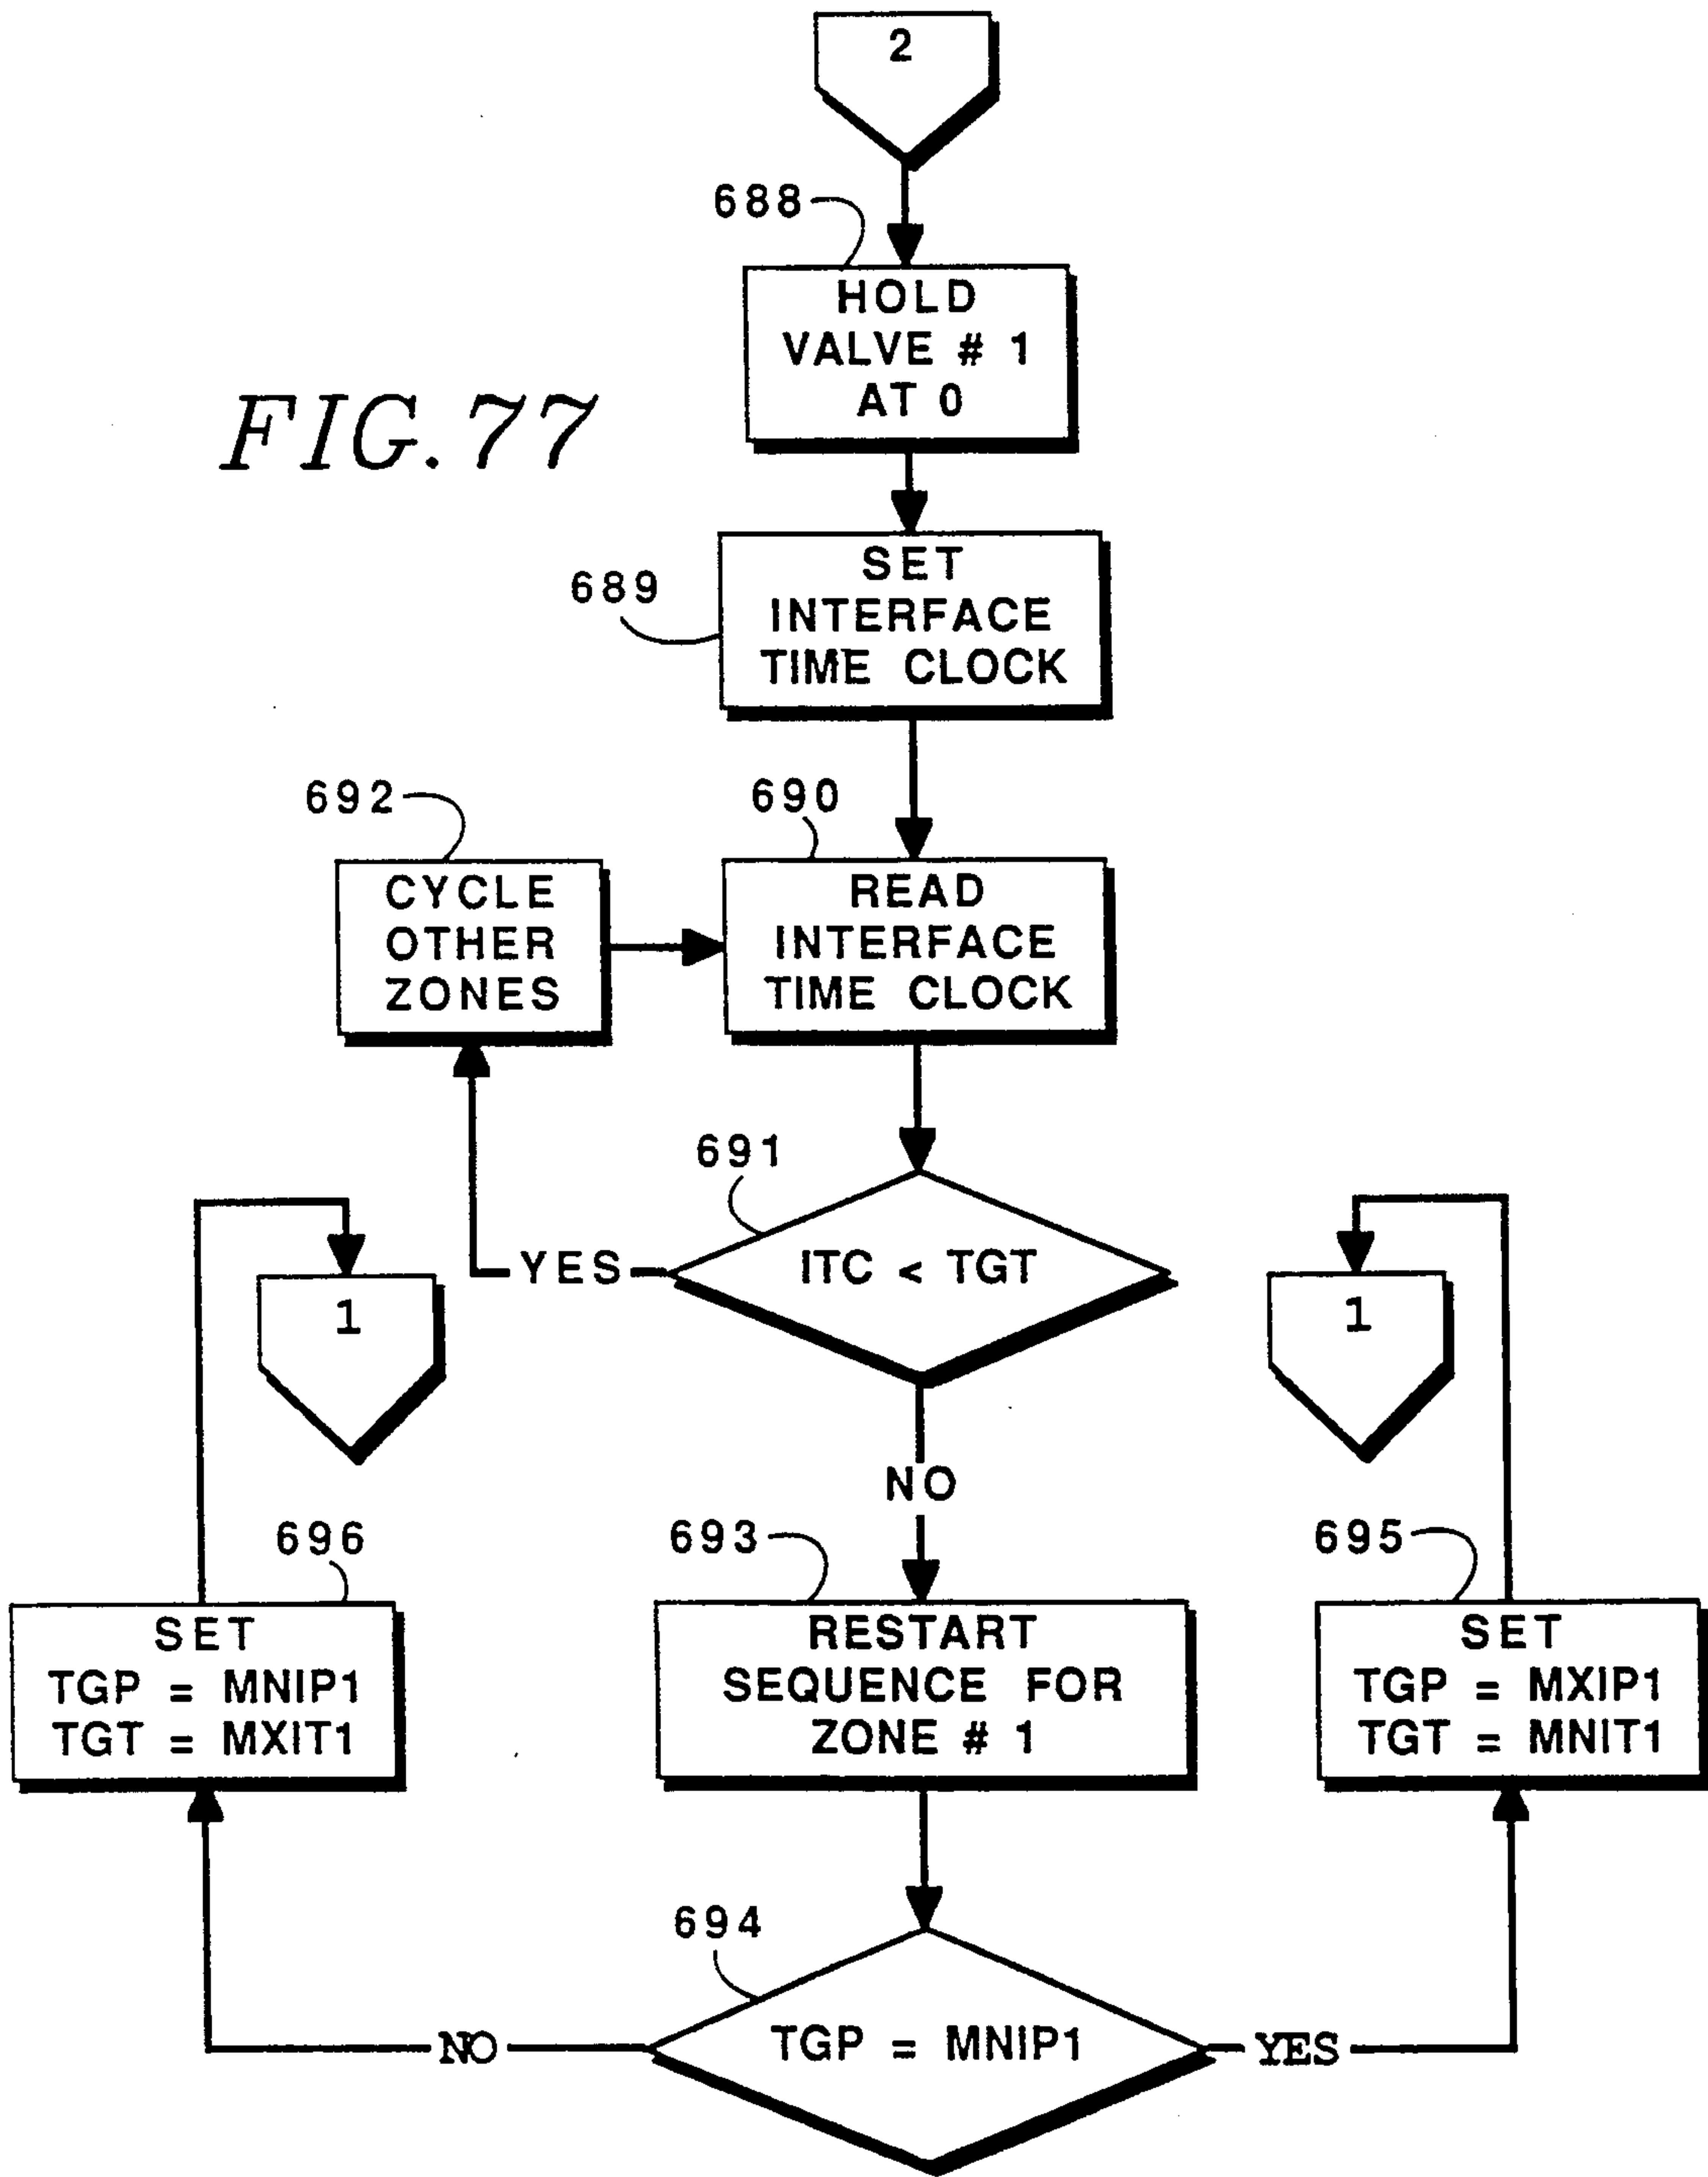 2
688
HOLD
VALVE # 1
AT 0
FIG. 77
689
SET
INTERFACE
TIME CLOCK
692
690
CYCLE
OTHER
ZONES
READ
INTERFACE
TIME CLOCK
691
YES
ITC < TGT
1
1
NO
696
693
695
SET
TGP = MNIP1
TGT = MXIT1
RESTART
SEQUENCE FOR
ZONE # 1
SET
TGP = MXIP1
TGT = MNIT1
694
NO
TGP = MNIP1
YES